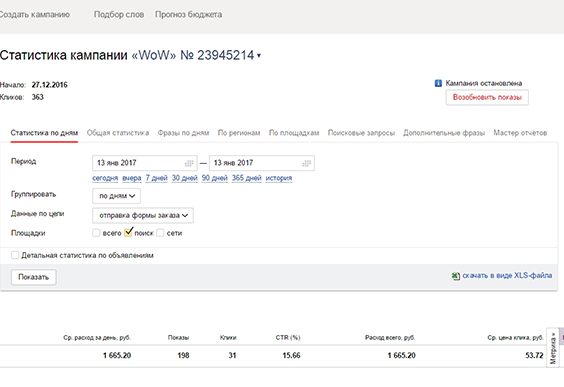 Создать кампанию Подбор слов Прогноз бюджета
Статистика кампании «WoW» № 23945214
Начало: 27.12.2016
Кампания остановлена
Кликов: 363
Возобновить показы
Статистика по дням Общая статистика Фразы по дням По регионам По площадкам Поисковые запросы Дополнительные фразы Мастер отчётов
Период 13 янв 2017 — 13 янв 2017
сегодня вчера 7 дней 30 дней 90 дней 365 дней история
Группировать по дням
Данные по цели отправка формы заказа
Площадки всего поиск сети
Детальная статистика по объявлениям
Показать скачать в виде XLS-файла
Ср. расход за день, руб. Показы Клики CTR (%) Расход всего, руб. Ср. цена клика, руб.
1 665.20 198 31 15.66 1 665.20 53.72
Метрика »